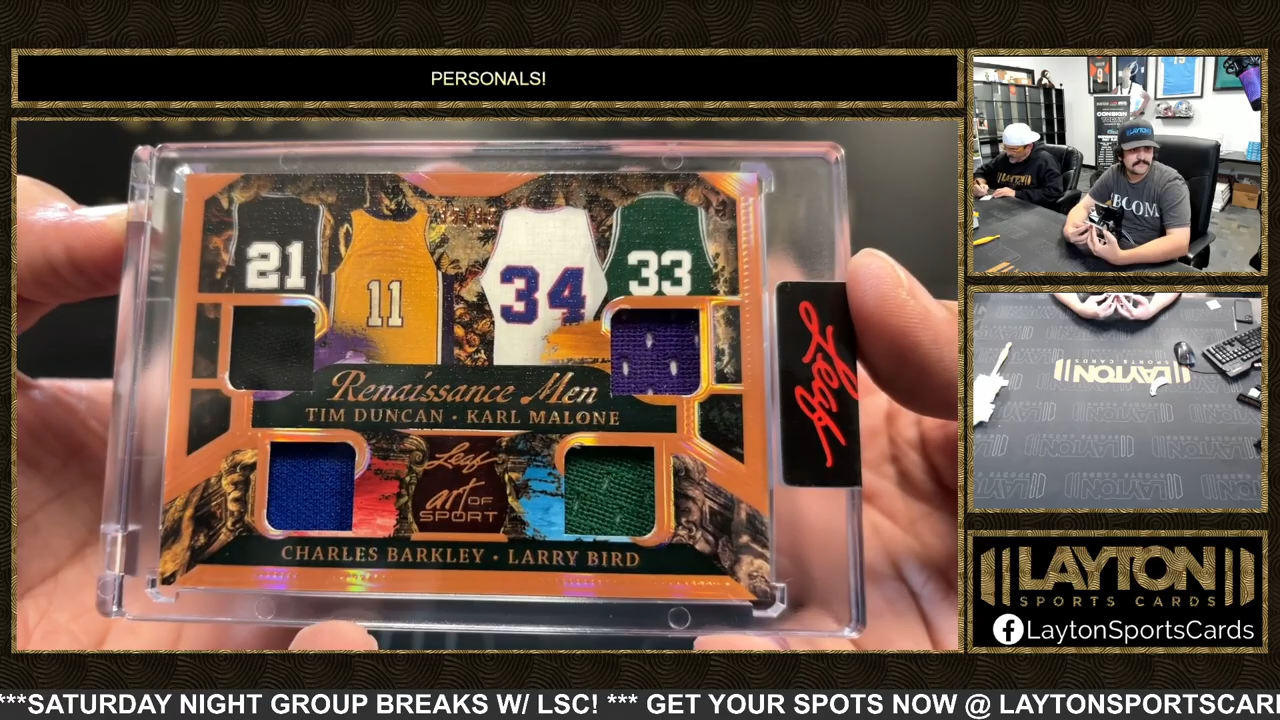 PERSONALS!
21
11
34
33
Renaissance Men
TIM DUNCAN • KARL MALONE
Leaf
art OF
SPORT
CHARLES BARKLEY • LARRY BIRD
Leaf
CONSIGN
LAYTON
LAYTON
SPORTS CARDS
LaytonSportsCards
***SATURDAY NIGHT GROUP BREAKS W/ LSC! *** GET YOUR SPOTS NOW @ LAYTONSPORTSCAR